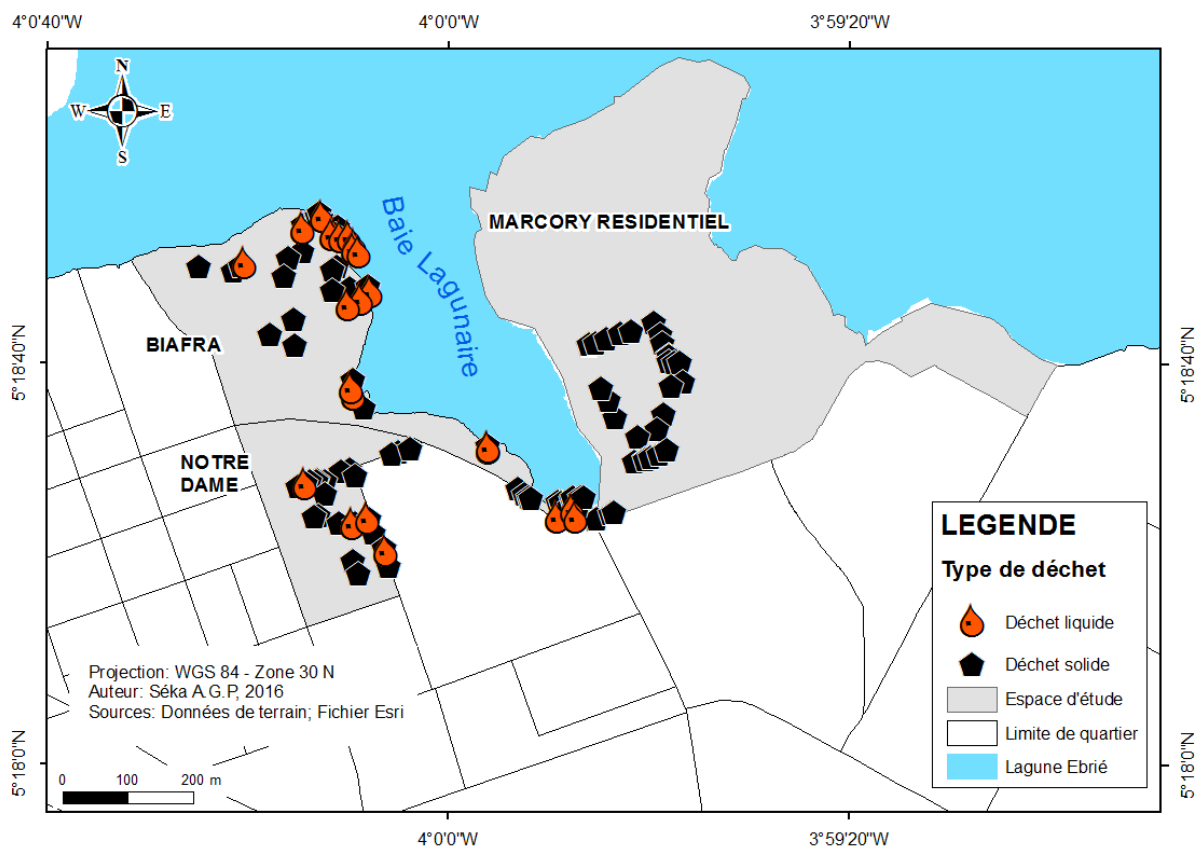 4°0'40"W
4°0'0"W
3°59'20"W
N
W
E
S
Baie Lagunaire
MARCORY RESIDENTIEL
BIAFRA
5°18'40"N
5°18'40"N
NOTRE
DAME
LEGENDE
Type de déchet
Déchet liquide
Déchet solide
Espace d'étude
Limite de quartier
Lagune Ebrié
Projection: WGS 84 - Zone 30 N
Auteur: Séka A.G.P, 2016
Sources: Données de terrain; Fichier Esri
0 100 200 m
5°18'0"N
5°18'0"N
4°0'0"W
3°59'20"W